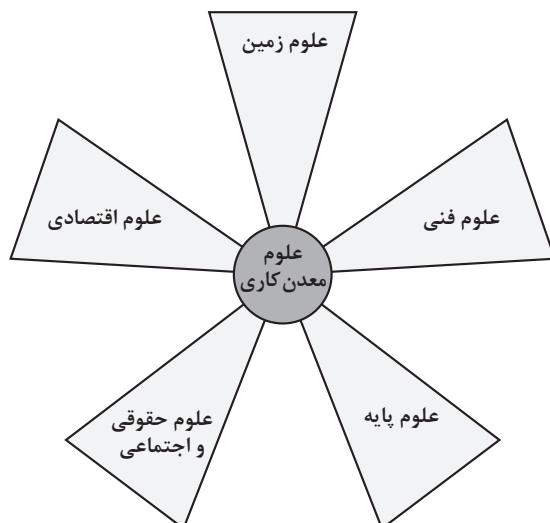 علوم زمین
علوم فنی
علوم اقتصادی
علوم
معدن‌کاری
علوم پایه
علوم حقوقی
و اجتماعی